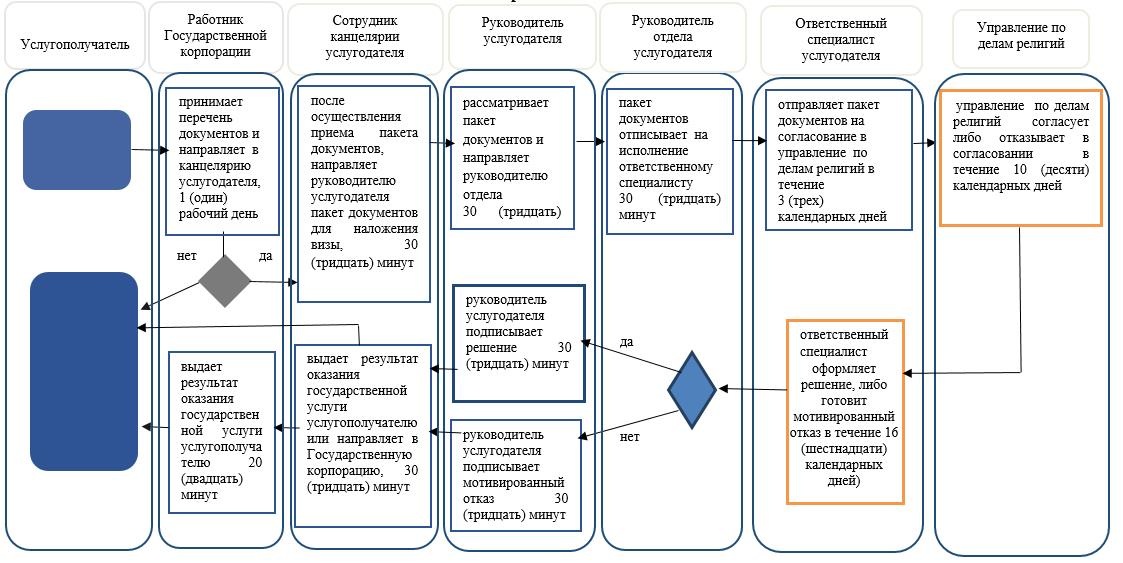 Услугополучатель
Работник
Государственной
корпорации
Сотрудник
канцелярии
услугодателя
Руководитель
услугодателя
Руководитель
отдела
услугодателя
Ответственный
специалист
услугодателя
Управление по
делам религий
принимает
перечень
документов и
направляет в
канцелярию
услугодателя,
1 (один)
рабочий день
после
осуществления
приема пакета
документов,
направляет
руководителю
услугодателя
пакет документов
для наложения
визы, 30
(тридцать) минут
рассматривает
пакет
документов и
направляет
руководителю
отдела
30 (тридцать)
пакет
документов
отписывает на
исполнение
ответственному
специалисту
30 (тридцать)
минут
отправляет пакет
документов на
согласование в
управление по
делам религий в
течение
3 (трех)
календарных дней
управление по делам
религий согласует
либо отказывает в
согласовании в
течение 10 (десяти)
календарных дней
нет
да
руководитель
услугодателя
подписывает
решение 30
(тридцать) минут
да
нет
ответственный
специалист
оформляет
решение, либо
готовит
мотивированный
отказ в течение 16
(шестнадцати)
календарных
дней)
выдает
результат
оказания
государствен
ной услуги
услугополуча
телю 20
(двадцать)
минут
выдает результат
оказания
государственной
услуги
услугополучателю
или направляет в
Государственную
корпорацию, 30
(тридцать) минут
руководитель
услугодателя
подписывает
мотивированный
отказ 30
(тридцать) минут